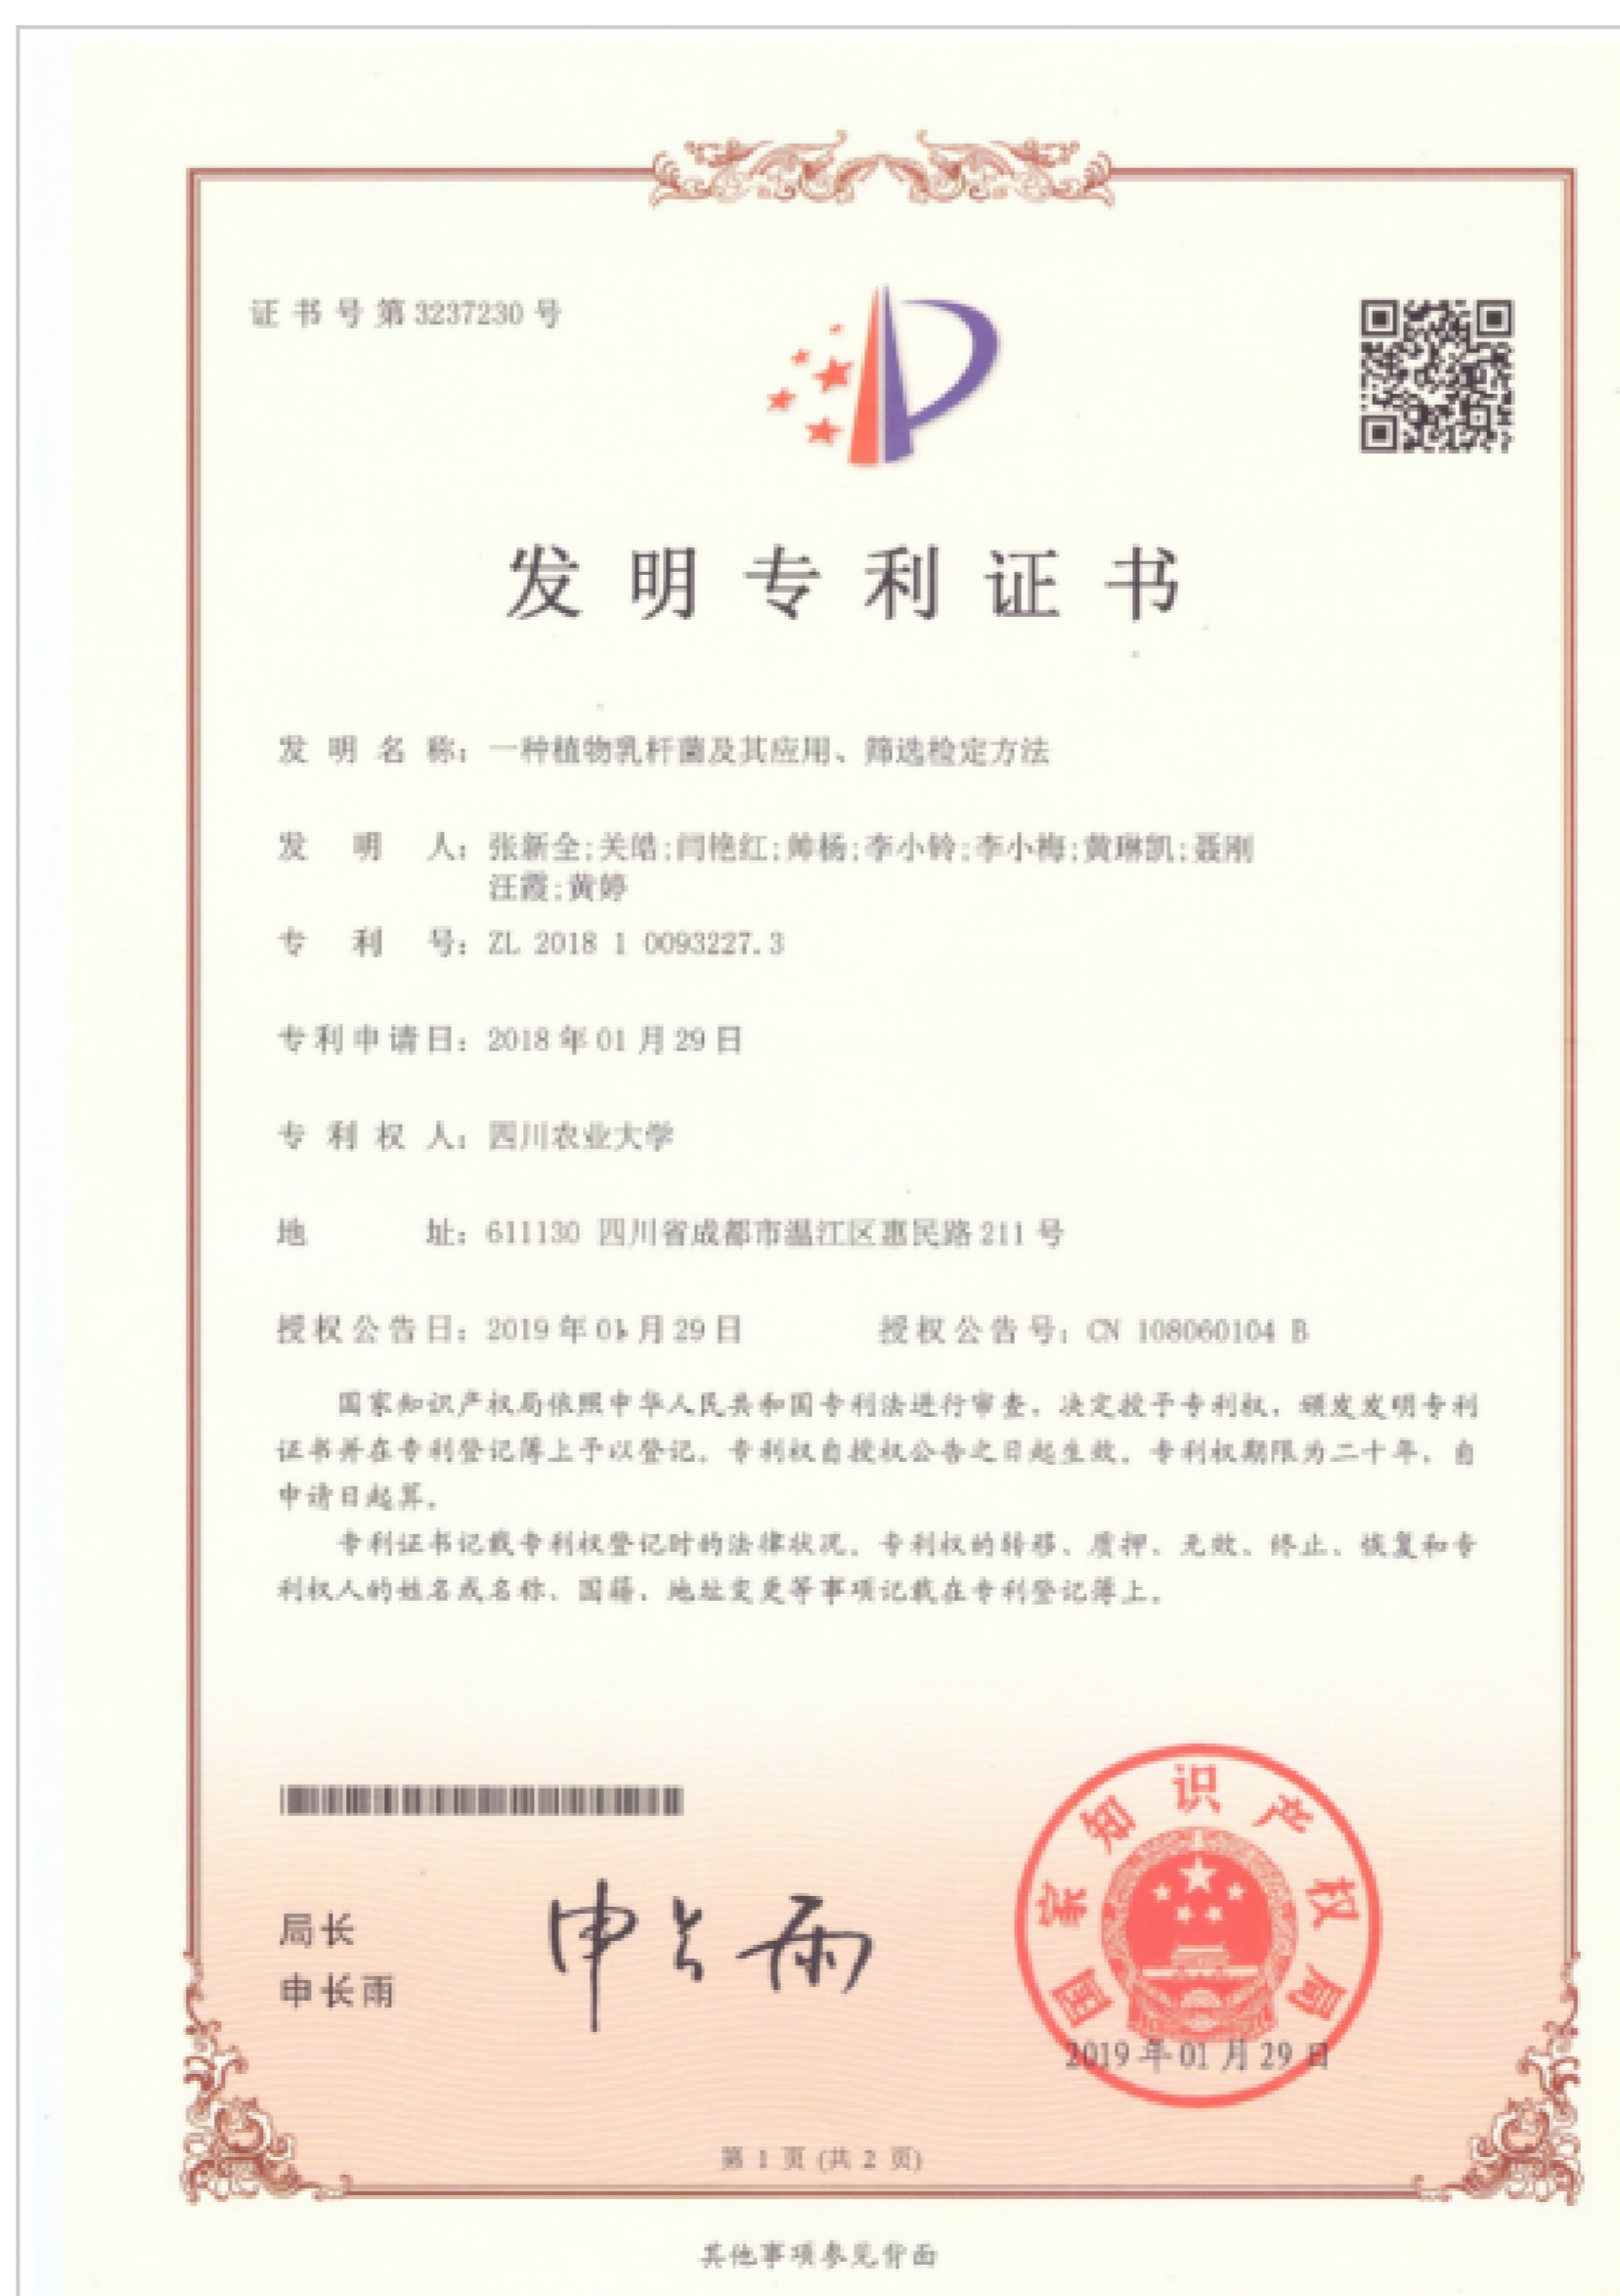 证书号第3237230号
发明专利证书
发明名称：一种植物乳杆菌及其应用、筛选检定方法
发明人：张新全;关皓;闫艳红;帅杨;李小铃;李小梅;黄琳凯;聂刚
汪霞;黄婷
专利号：ZL 2018 1 0093227.3
专利申请日：2018年01月29日
专利权人：四川农业大学
地址：611130 四川省成都市温江区惠民路211号
授权公告日：2019年01月29日 授权公告号：CN 108060104 B
国家知识产权局依照中华人民共和国专利法进行审查，决定授予专利权，颁发发明专利
证书并在专利登记簿上予以登记。专利权自授权公告之日起生效。专利权期限为二十年，自
申请日起算。
专利证书记载专利权登记时的法律状况。专利权的转移、质押、无效、终止、恢复和专
利权人的姓名或名称、国籍、地址变更等事项记载在专利登记簿上。
局长
申长雨
申长雨
国家知识产权局
2019年01月29日
第 1 页 (共 2 页)
其他事项参见背面